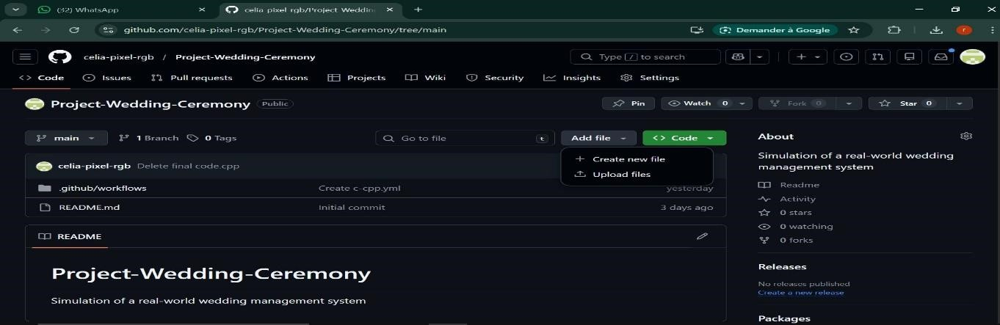 (32) WhatsApp
celia-pixel-rgb/Project-Wedding
github.com/celia-pixel-rgb/Project-Wedding-Ceremony/tree/main
Demander à Google
r
celia-pixel-rgb / Project-Wedding-Ceremony
Type / to search
Code Issues Pull requests Actions Projects Wiki Security Insights Settings
Project-Wedding-Ceremony Public
Pin Watch 0 Fork 0 Star 0
main 1 Branch 0 Tags Go to file t Add file Code
Create new file
Upload files
celia-pixel-rgb Delete final code.cpp
.github/workflows Create c-cpp.yml yesterday
README.md Initial commit 3 days ago
README
Project-Wedding-Ceremony
Simulation of a real-world wedding management system
About
Simulation of a real-world wedding
management system
Readme
Activity
0 stars
0 watching
0 forks
Releases
No releases published
Create a new release
Packages